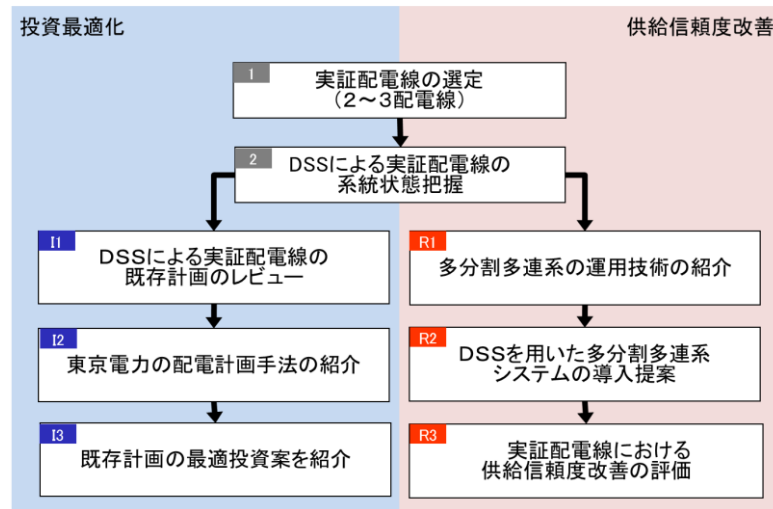 投資最適化
供給信頼度改善
1
実証配電線の選定
（２～３配電線）
2
ＤＳＳによる実証配電線の
系統状態把握
I1
ＤＳＳによる実証配電線の
既存計画のレビュー
I2
東京電力の配電計画手法の紹介
I3
既存計画の最適投資案を紹介
R1
多分割多連系の運用技術の紹介
R2
ＤＳＳを用いた多分割多連系
システムの導入提案
R3
実証配電線における
供給信頼度改善の評価